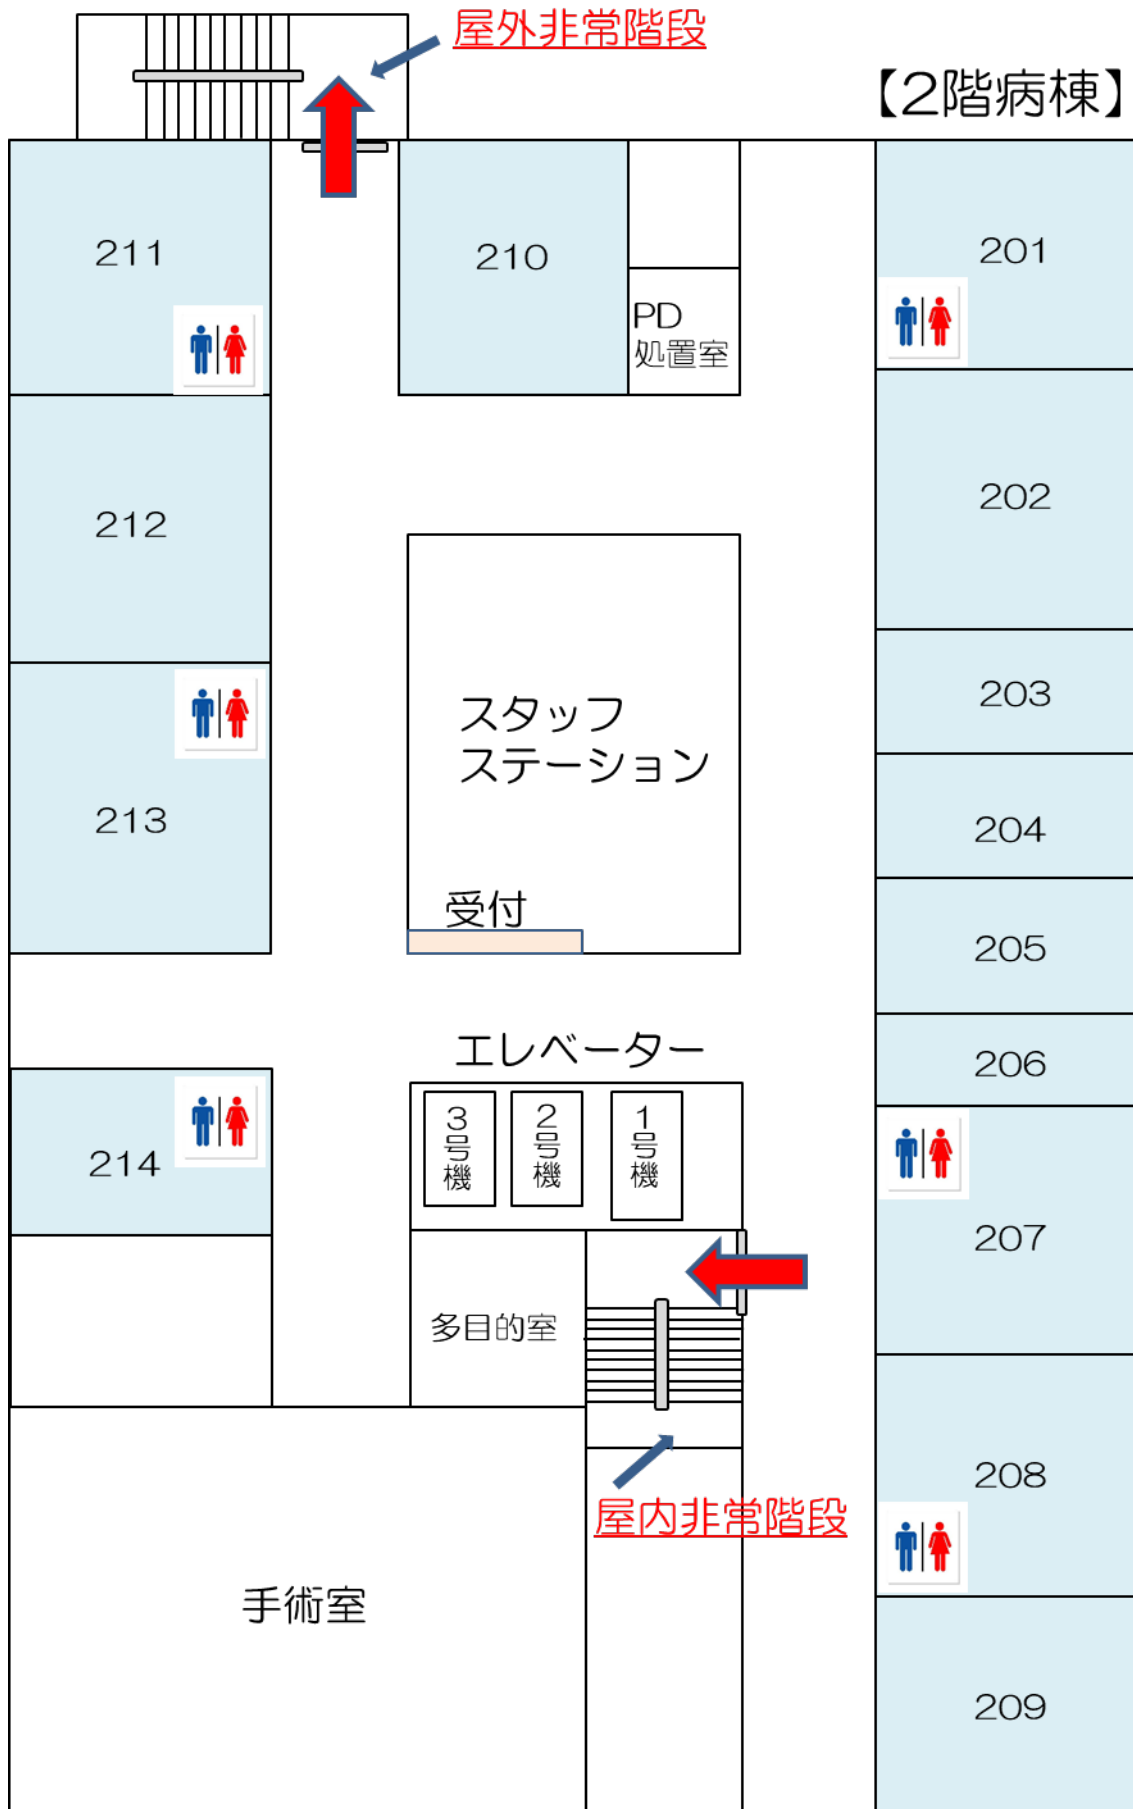 屋外非常階段
【2階病棟】
211
210
201
PD
処置室
212
202
203
スタッフ
ステーション
213
204
受付
205
エレベーター
206
3号機
2号機
1号機
214
207
多目的室
208
屋内非常階段
手術室
209